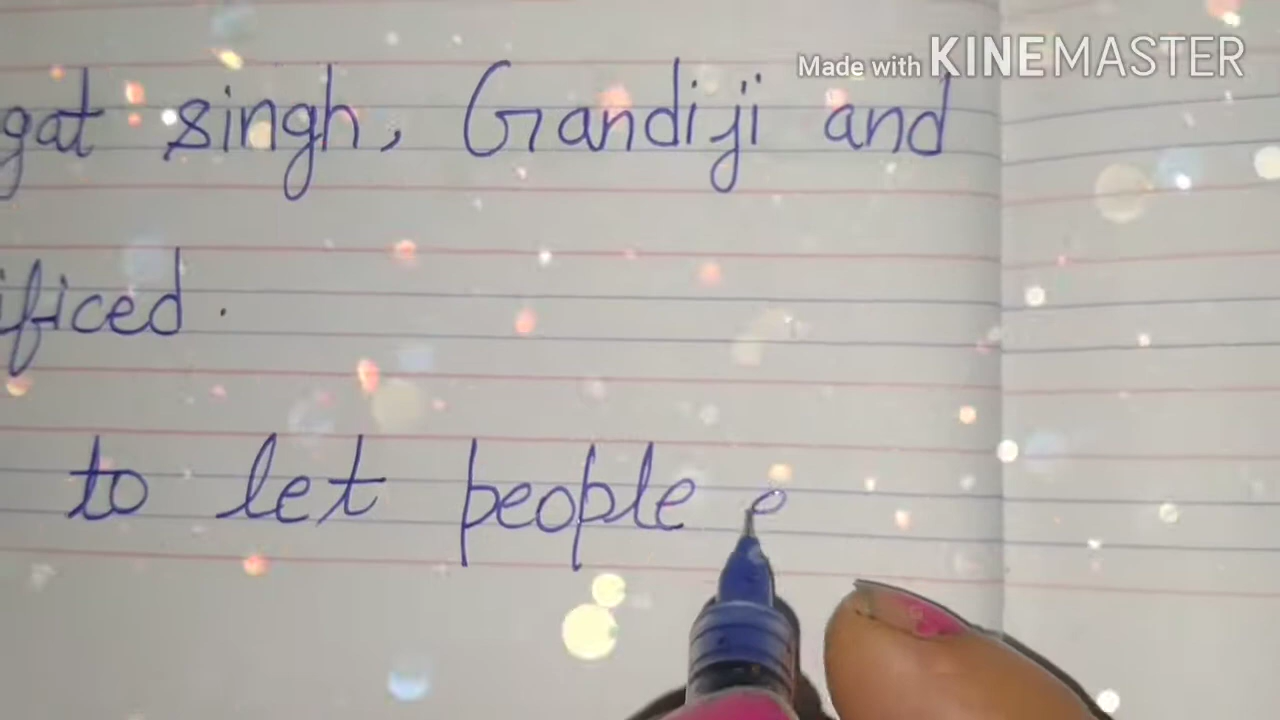 Made with KINEMASTER
gat singh, Gandiji and
ificed.
to let people